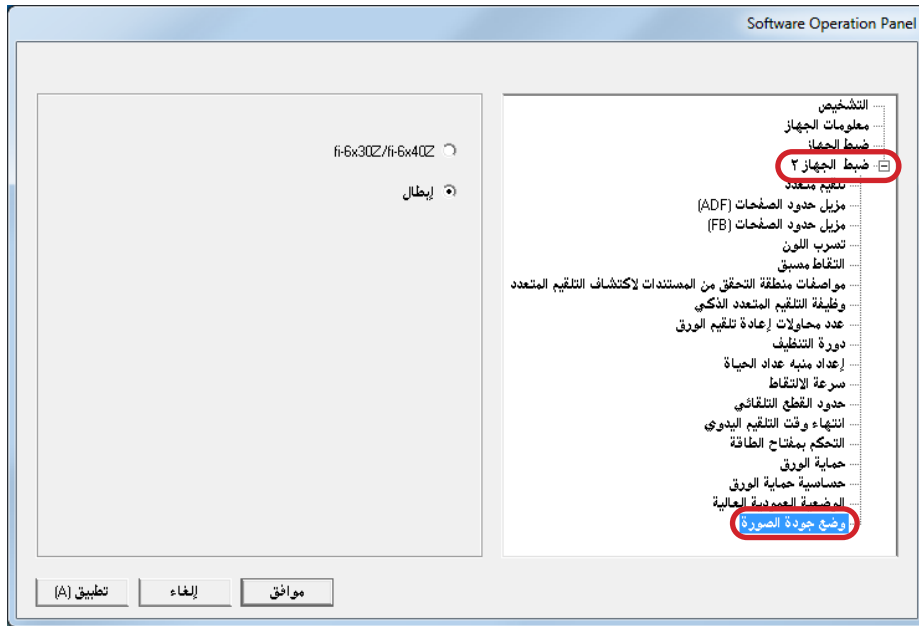 Software Operation Panel
التشخيص
معلومات الجهاز
ضبط الجهاز
ضبط الجهاز ٢
تلقيم متعدد
مزيل حدود الصفحات (ADF)
مزيل حدود الصفحات (FB)
تسرب اللون
التقاط مسبق
مواصفات منطقة التحقق من المستندات لاكتشاف التلقيم المتعدد
وظيفة التلقيم المتعدد الذكي
عدد محاولات إعادة تلقيم الورق
دورة التنظيف
إعداد منبه عداد الحياة
سرعة الالتقاط
حدود القطع التلقائي
انتهاء وقت التلقيم اليدوي
التحكم بمفتاح الطاقة
حماية الورق
حساسية حماية الورق
الوضعية العمودية العالية
وضع جودة الصورة
fi-6x30Z/fi-6x40Z
إبطال
موافق
إلغاء
تطبيق (A)